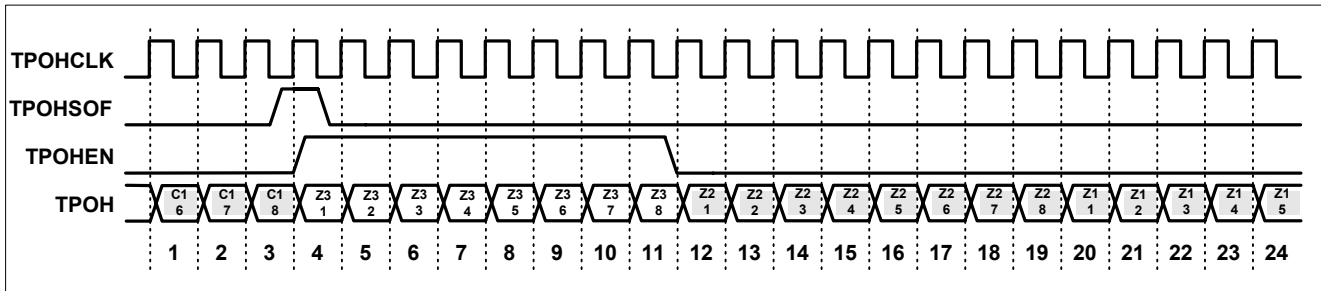 TPOHCLK
TPOHSOF
TPOHEN
TPOH
C1 C1 C1 Z3 Z3 Z3 Z3 Z3 Z3 Z3 Z3 Z2 Z2 Z2 Z2 Z2 Z2 Z2 Z2 Z1 Z1 Z1 Z1 Z1
6 7 8 1 2 3 4 5 6 7 8 1 2 3 4 5 6 7 8 1 2 3 4 5
1 2 3 4 5 6 7 8 9 10 11 12 13 14 15 16 17 18 19 20 21 22 23 24